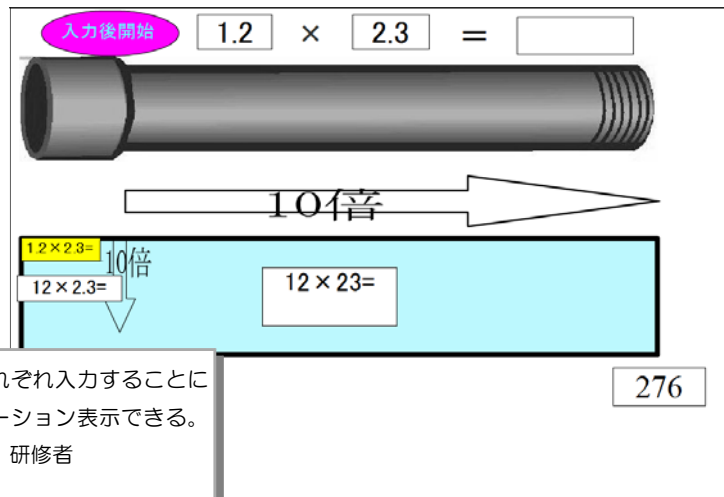 入力後開始 1.2 × 2.3 =
10倍
1.2×2.3=
10倍
12×2.3=
12×23=
276
れぞれ入力することに
ーション表示できる。
研修者